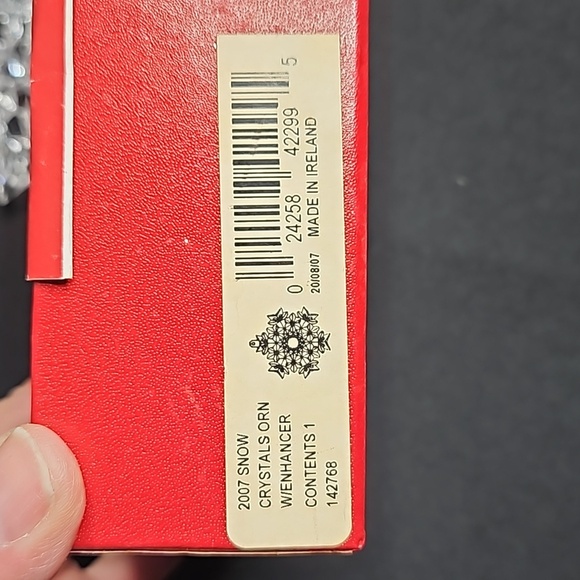 2007 SNOW
CRYSTALS ORN
W/ENHANCER
CONTENTS 1
142768
0 24258 42299 5
20/08/07 MADE IN IRELAND